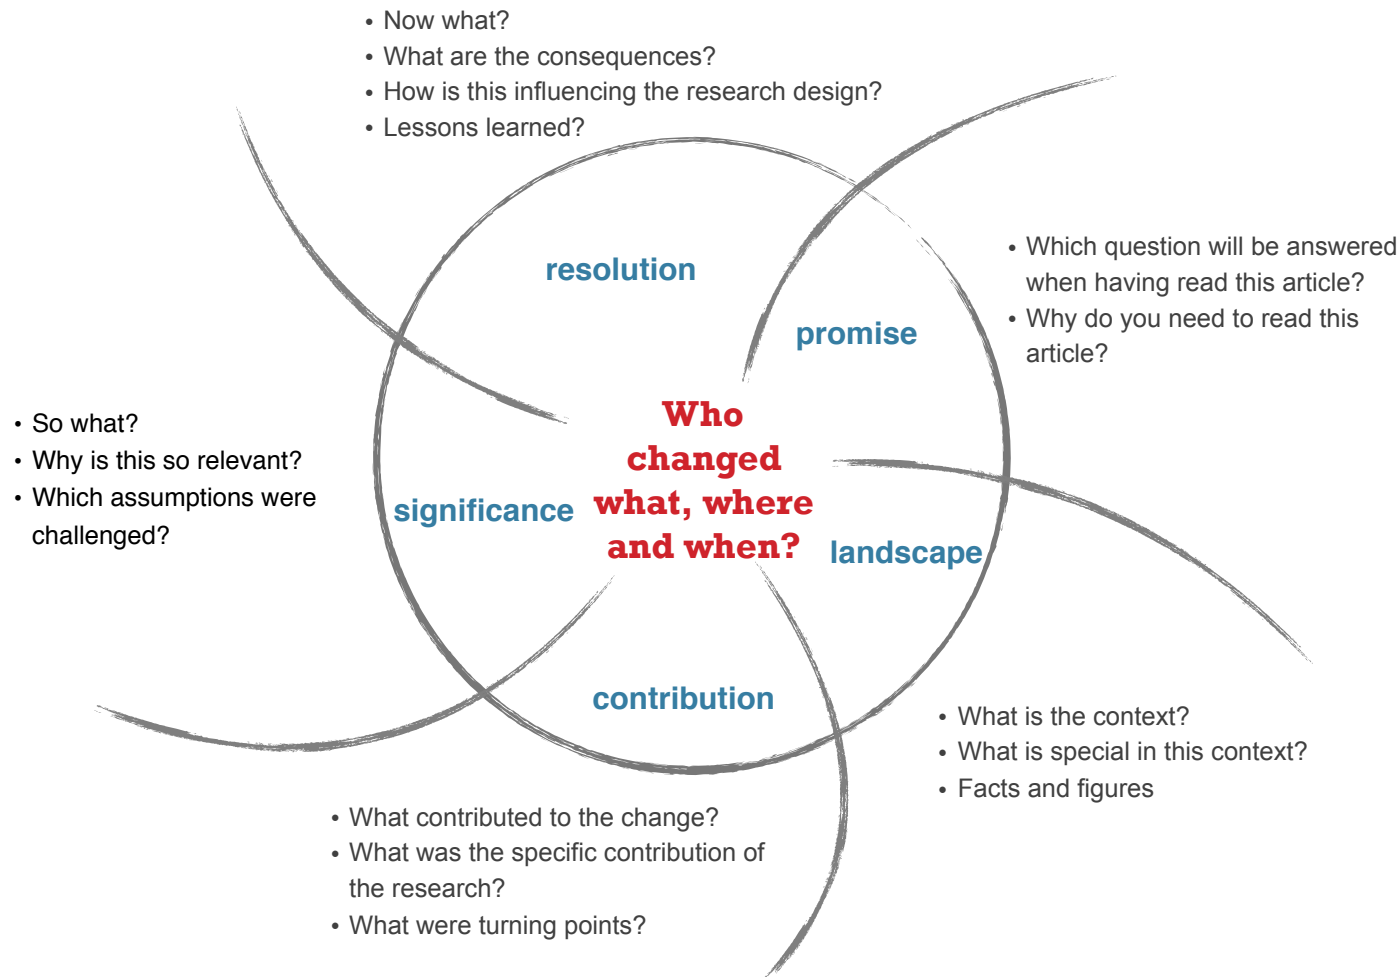 • Now what?
• What are the consequences?
• How is this influencing the research design?
• Lessons learned?
resolution
promise
• Which question will be answered
when having read this article?
• Why do you need to read this
article?
Who
changed
what, where
and when?
• So what?
• Why is this so relevant?
• Which assumptions were
challenged?
significance
landscape
contribution
• What is the context?
• What is special in this context?
• Facts and figures
• What contributed to the change?
• What was the specific contribution of
the research?
• What were turning points?